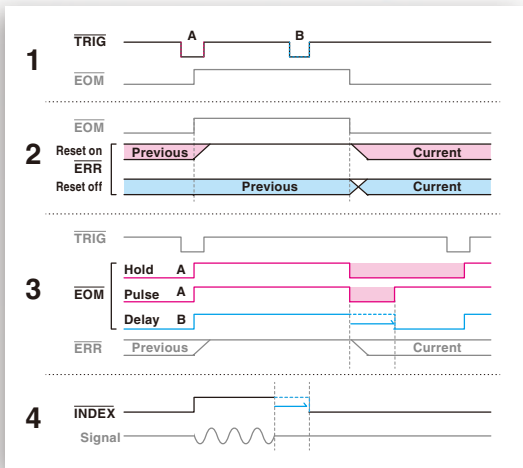 1
TRIG A B
EOM
2
EOM
Reset on Previous Current
ERR
Reset off Previous Current
3
TRIG
Hold A
EOM Pulse A
Delay B
ERR Previous Current
4
INDEX
Signal